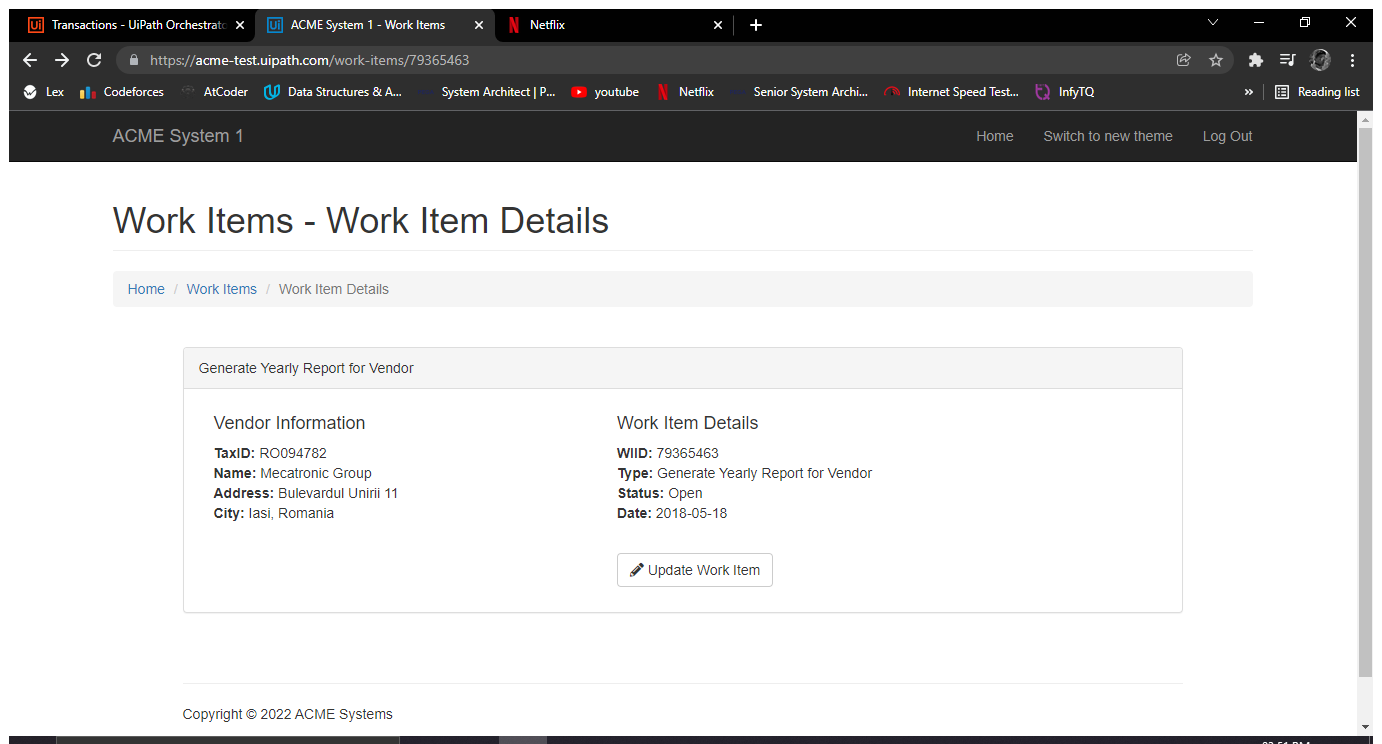 Transactions - UiPath Orchestrato
ACME System 1 - Work Items
Netflix
https://acme-test.uipath.com/work-items/79365463
Lex
Codeforces
AtCoder
Data Structures & A...
System Architect | P...
youtube
Netflix
Senior System Archi...
Internet Speed Test...
InfyTQ
»
Reading list
ACME System 1
Home
Switch to new theme
Log Out
Work Items - Work Item Details
Home / Work Items / Work Item Details
Generate Yearly Report for Vendor
Vendor Information
TaxID: RO094782
Name: Mecatronic Group
Address: Bulevardul Unirii 11
City: Iasi, Romania
Work Item Details
WIID: 79365463
Type: Generate Yearly Report for Vendor
Status: Open
Date: 2018-05-18
Update Work Item
Copyright © 2022 ACME Systems